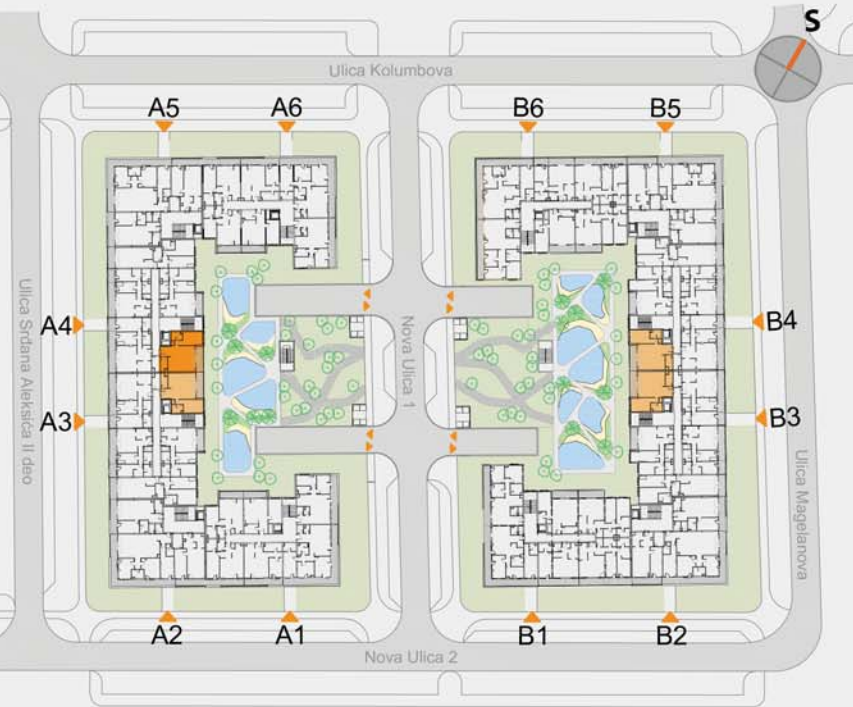 S
Ulica Kolumbova
A5
A6
B6
B5
Ulica Srđana Aleksića II deo
A4
A3
Nova Ulica 1
B4
B3
Ulica Magelanova
A2
A1
B1
B2
Nova Ulica 2